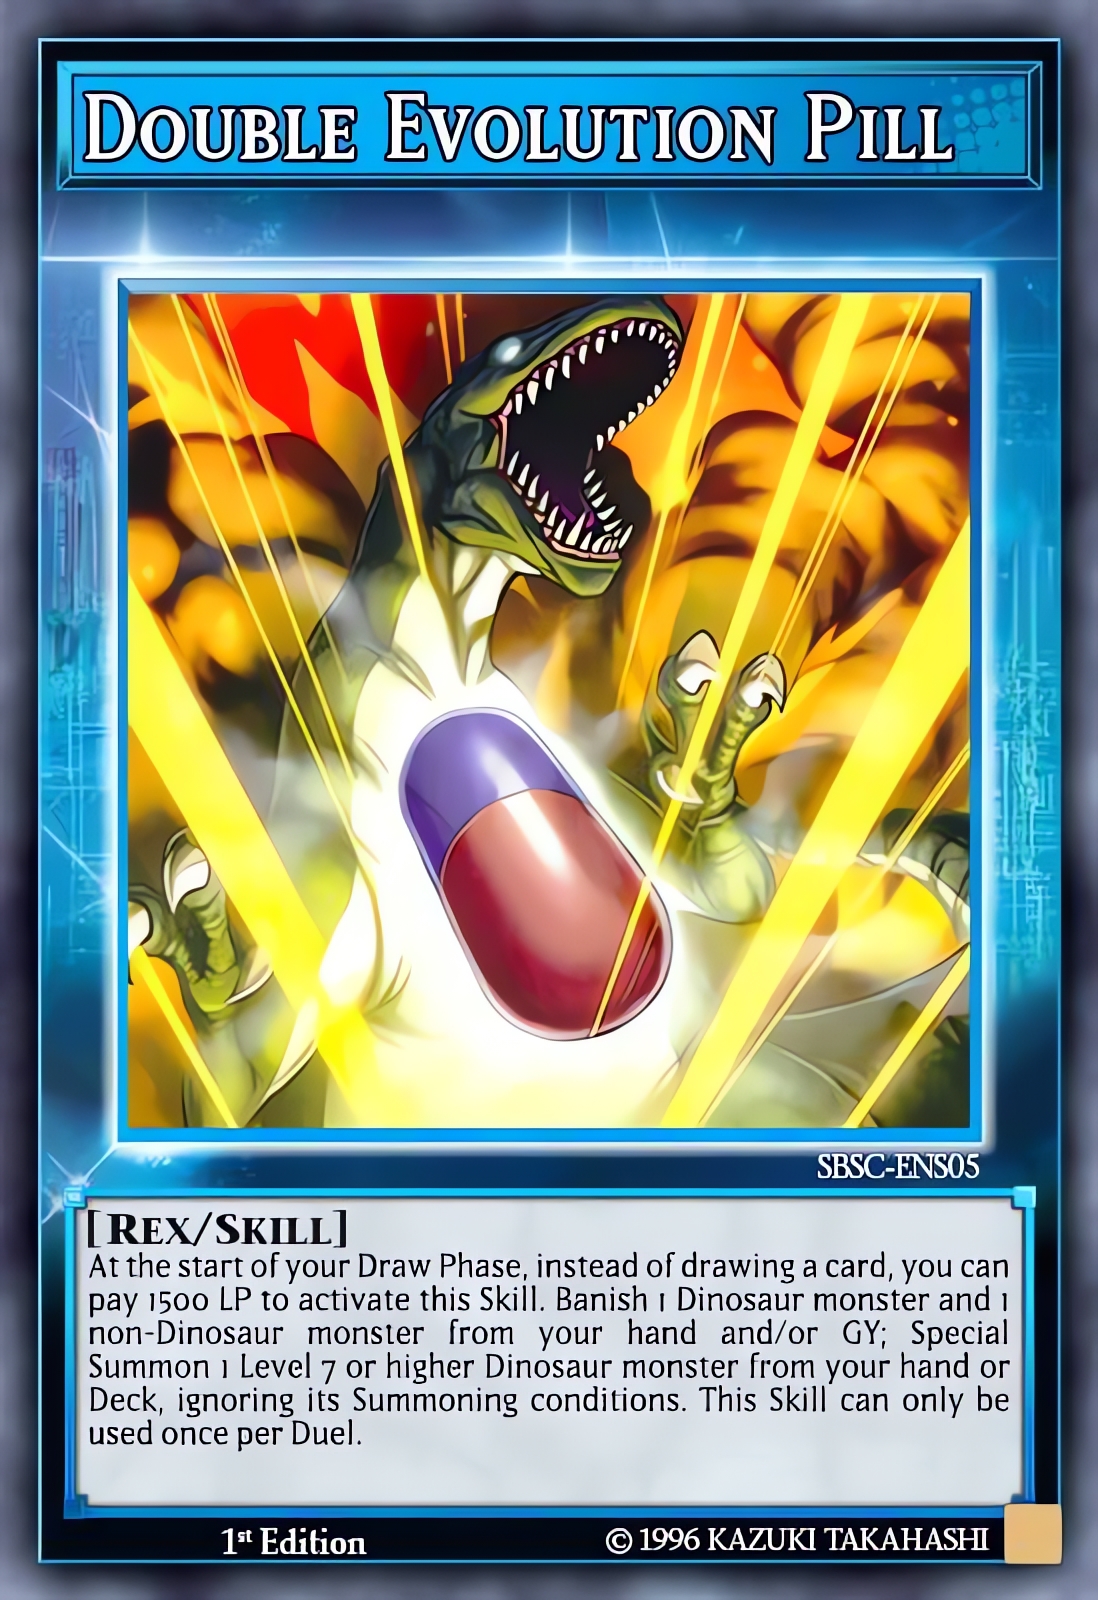 Double Evolution Pill
SBSC-ENS05
[Rex/Skill]
At the start of your Draw Phase, instead of drawing a card, you can
pay 1500 LP to activate this Skill. Banish 1 Dinosaur monster and 1
non-Dinosaur monster from your hand and/or GY; Special
Summon 1 Level 7 or higher Dinosaur monster from your hand or
Deck, ignoring its Summoning conditions. This Skill can only be
used once per Duel.
1st Edition
© 1996 KAZUKI TAKAHASHI